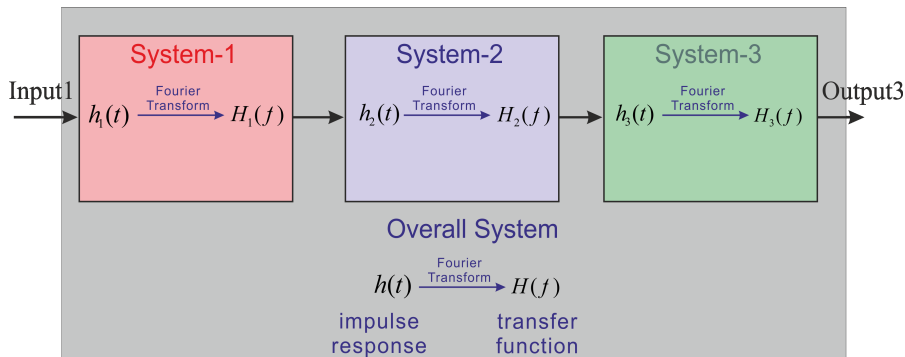 System-1
System-2
System-3
Input1
Output3
h₁(t) Fourier Transform H₁(f)
h₂(t) Fourier Transform H₂(f)
h₃(t) Fourier Transform H₃(f)
Overall System
h(t) Fourier Transform H(f)
impulse
response
transfer
function